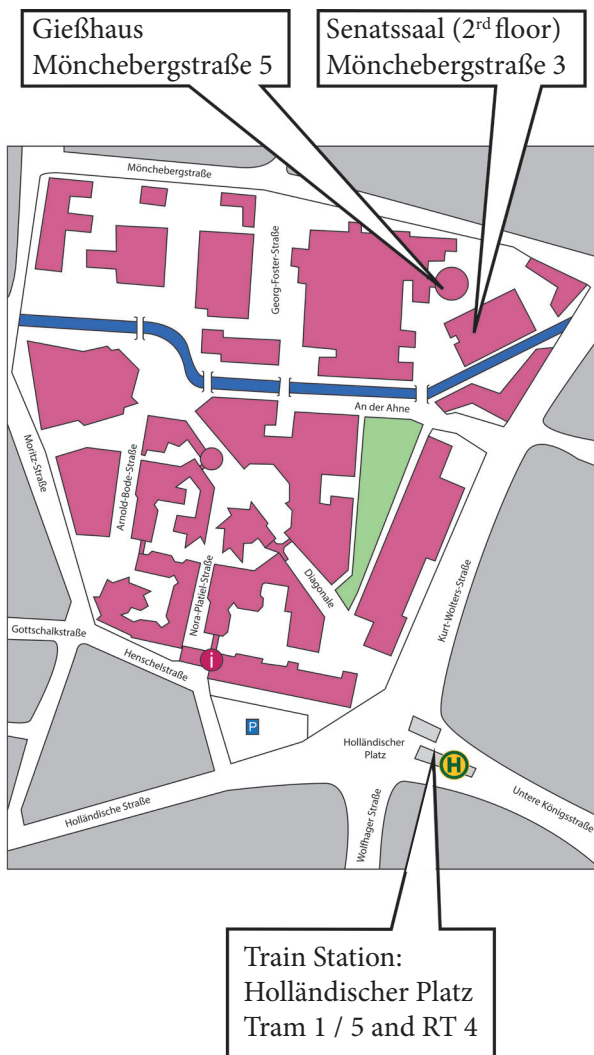 Gießhaus
Mönchebergstraße 5
Senatssaal (2rd floor)
Mönchebergstraße 3
Mönchebergstraße
Georg-Foster-Straße
An der Ahne
Moritz-Straße
Arnold-Bode-Straße
Nora-Platiel-Straße
Diagonale
Kurt-Wolters-Straße
Gottschalkstraße
Henschelstraße
i
P
Holländischer
Platz
H
Holländische Straße
Wolfhager Straße
Untere Königsstraße
Train Station:
Holländischer Platz
Tram 1 / 5 and RT 4